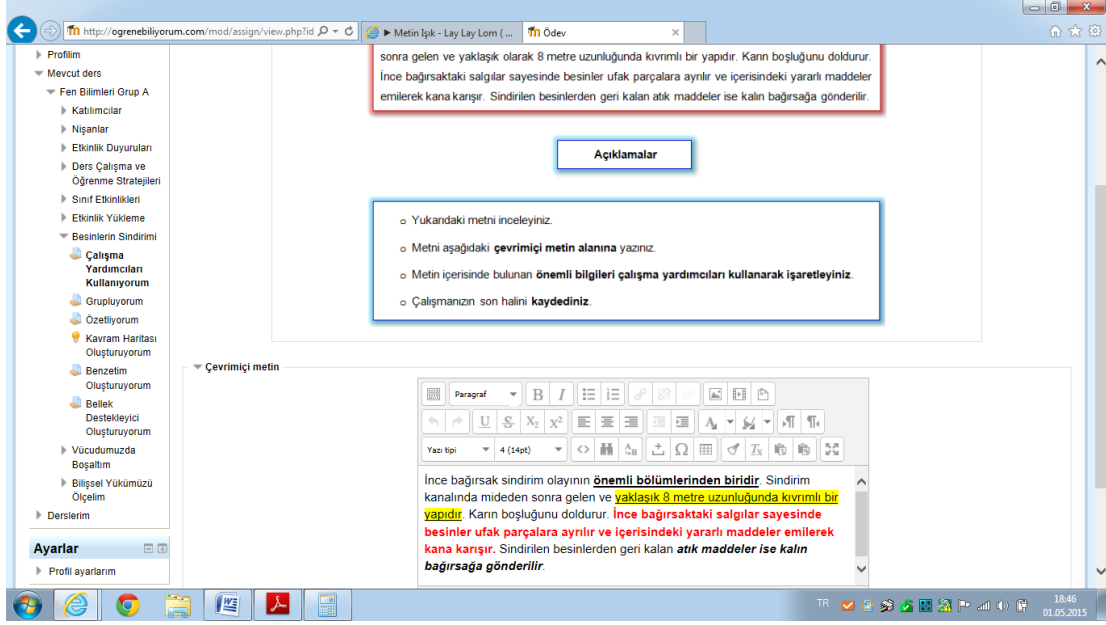 http://ogrenebiliyorum.com/mod/assign/view.php?id
Metin Işık - Lay Lay Lom ( ...
Ödev
Profilim
Mevcut ders
Fen Bilimleri Grup A
Katılımcılar
Nişanlar
Etkinlik Duyuruları
Ders Çalışma ve
Öğrenme Stratejileri
Sınıf Etkinlikleri
Etkinlik Yükleme
Besinlerin Sindirimi
Çalışma
Yardımcıları
Kullanıyorum
Grupluyorum
Özetliyorum
Kavram Haritası
Oluşturuyorum
Benzetim
Oluşturuyorum
Bellek
Destekleyici
Oluşturuyorum
Vücudumuzda
Boşaltım
Bilişsel Yükümüzü
Ölçelim
Derslerim
Ayarlar
Profil ayarlarım
sonra gelen ve yaklaşık olarak 8 metre uzunluğunda kıvrımlı bir yapıdır. Karın boşluğunu doldurur.
İnce bağırsaktaki salgılar sayesinde besinler ufak parçalara ayrılır ve içerisindeki yararlı maddeler
emilerek kana karışır. Sindirilen besinlerden geri kalan atık maddeler ise kalın bağırsağa gönderilir.
Açıklamalar
o Yukarıdaki metni inceleyiniz.
o Metni aşağıdaki çevrimiçi metin alanına yazınız.
o Metin içerisinde bulunan önemli bilgileri çalışma yardımcıları kullanarak işaretleyiniz.
o Çalışmanızın son halini kaydediniz.
Çevrimiçi metin
Paragraf
Yazı tipi 4 (14pt)
İnce bağırsak sindirim olayının önemli bölümlerinden biridir. Sindirim
kanalında mideden sonra gelen ve yaklaşık 8 metre uzunluğunda kıvrımlı bir
yapıdır. Karın boşluğunu doldurur. İnce bağırsaktaki salgılar sayesinde
besinler ufak parçalara ayrılır ve içerisindeki yararlı maddeler emilerek
kana karışır. Sindirilen besinlerden geri kalan atık maddeler ise kalın
bağırsağa gönderilir.
TR
18:46
01.05.2015